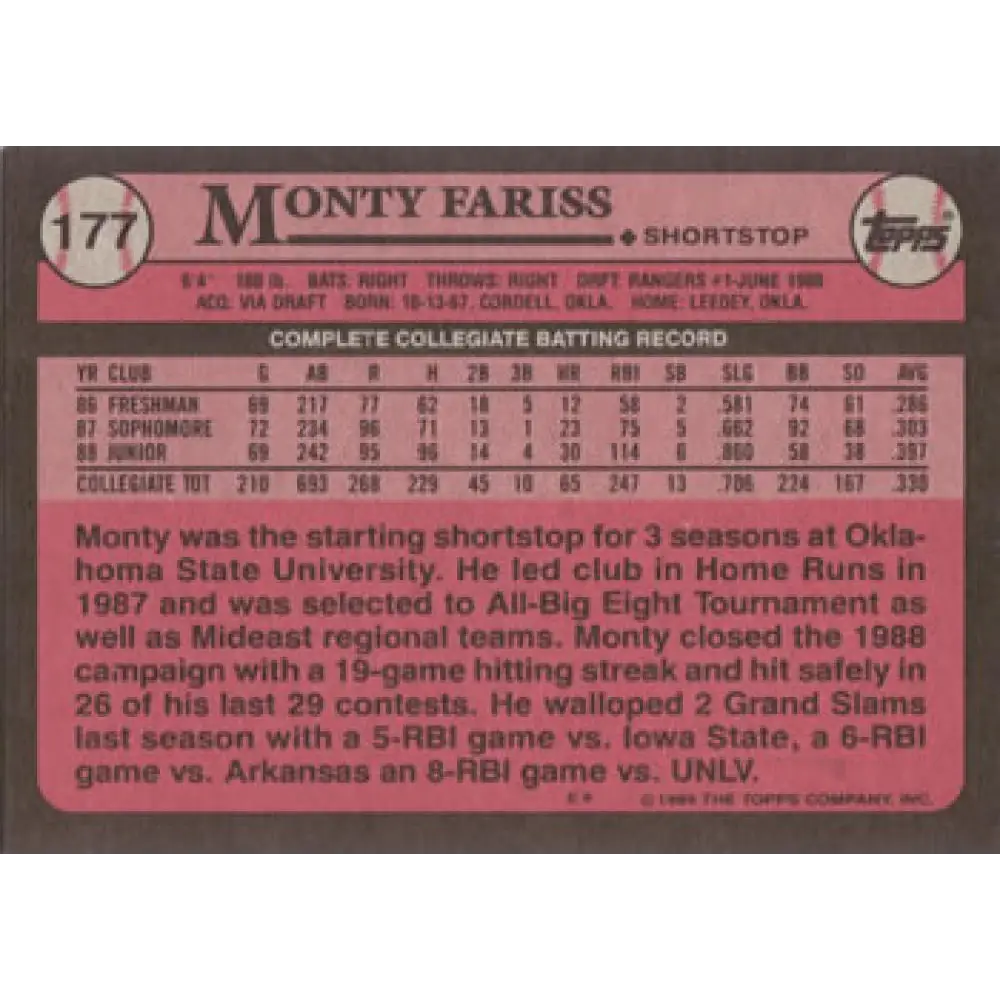 177 MONTY FARISS
◆ SHORTSTOP
Topps®
6'4" 180 lb. BATS: RIGHT THROWS: RIGHT DRFT RANGERS #1-JUNE 1988
ACQ. VIA DRAFT BORN: 10-13-67, CORDELL, OKLA. HOME: LEEDEY, OKLA.
COMPLETE COLLEGIATE BATTING RECORD
YR CLUB G AB R H 2B 3B HR RBI SB SLG BB SO AVG
86 FRESHMAN 69 217 77 62 18 5 12 58 2 .581 74 61 .286
87 SOPHOMORE 72 234 96 71 13 1 23 75 5 .662 92 68 .303
88 JUNIOR 69 242 95 96 14 4 30 114 6 .860 58 38 .397
COLLEGIATE TOT 210 693 268 229 45 10 65 247 13 .706 224 167 .330
Monty was the starting shortstop for 3 seasons at Okla-
homa State University. He led club in Home Runs in
1987 and was selected to All-Big Eight Tournament as
well as Mideast regional teams. Monty closed the 1988
campaign with a 19-game hitting streak and hit safely in
26 of his last 29 contests. He walloped 2 Grand Slams
last season with a 5-RBI game vs. Iowa State, a 6-RBI
game vs. Arkansas an 8-RBI game vs. UNLV.
© 1989 THE TOPPS COMPANY, INC.